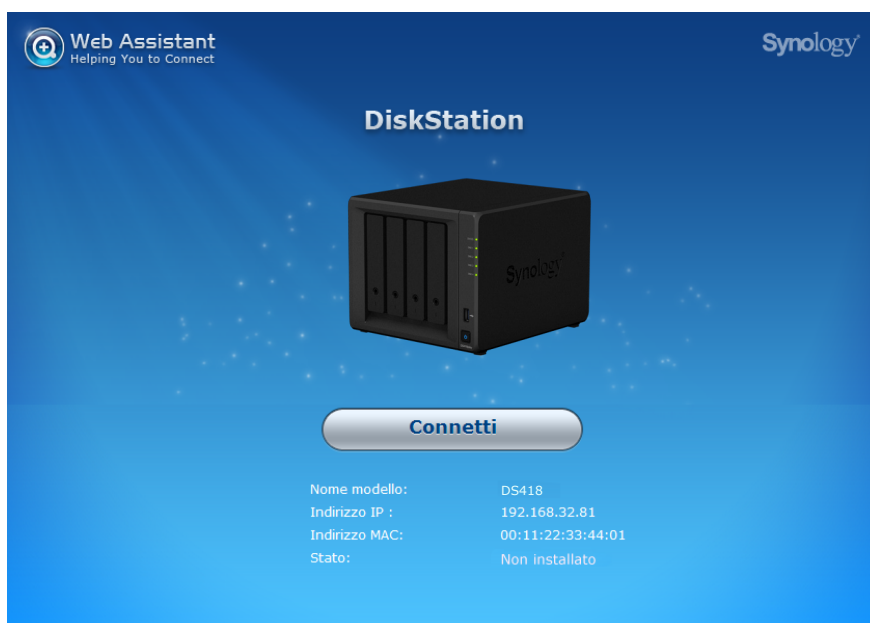 Web Assistant
Helping You to Connect
Synology
DiskStation
Synology
Connetti
Nome modello: DS418
Indirizzo IP : 192.168.32.81
Indirizzo MAC: 00:11:22:33:44:01
Stato: Non installato